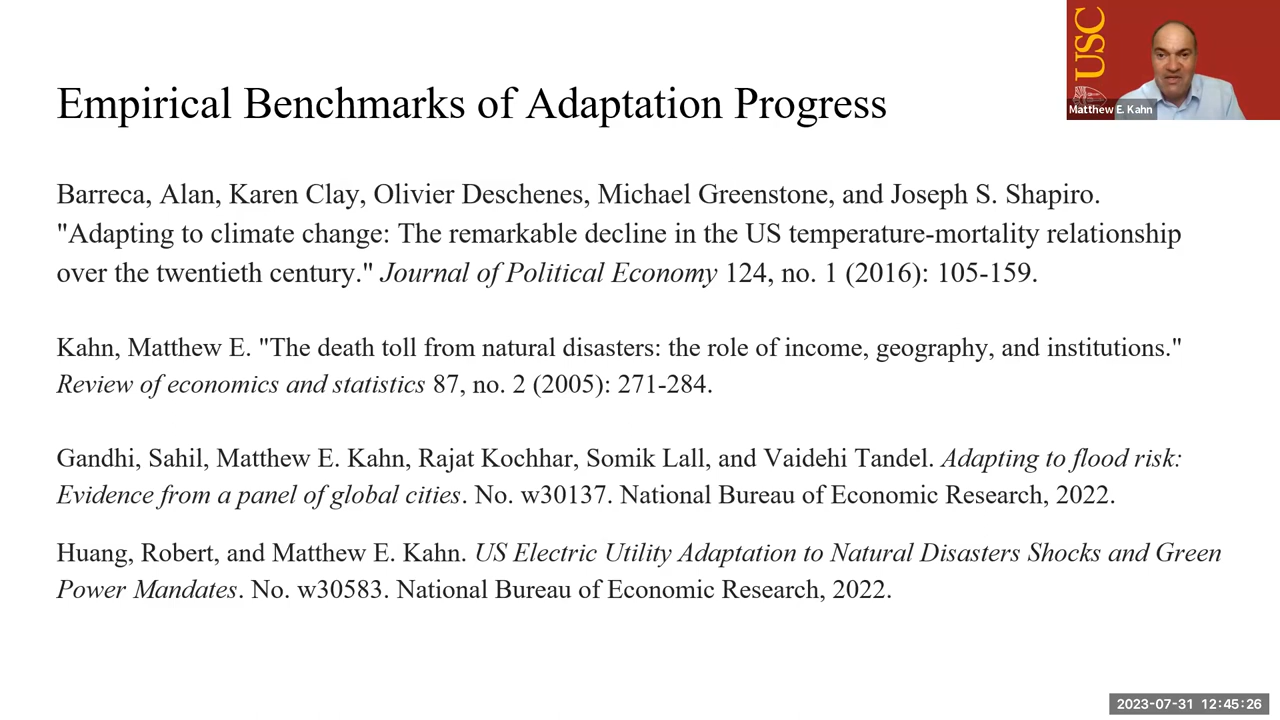 USC
Matthew E. Kahn
Empirical Benchmarks of Adaptation Progress
Barreca, Alan, Karen Clay, Olivier Deschenes, Michael Greenstone, and Joseph S. Shapiro.
"Adapting to climate change: The remarkable decline in the US temperature-mortality relationship
over the twentieth century." Journal of Political Economy 124, no. 1 (2016): 105-159.
Kahn, Matthew E. "The death toll from natural disasters: the role of income, geography, and institutions."
Review of economics and statistics 87, no. 2 (2005): 271-284.
Gandhi, Sahil, Matthew E. Kahn, Rajat Kochhar, Somik Lall, and Vaidehi Tandel. Adapting to flood risk:
Evidence from a panel of global cities. No. w30137. National Bureau of Economic Research, 2022.
Huang, Robert, and Matthew E. Kahn. US Electric Utility Adaptation to Natural Disasters Shocks and Green
Power Mandates. No. w30583. National Bureau of Economic Research, 2022.
2023-07-31 12:45:26